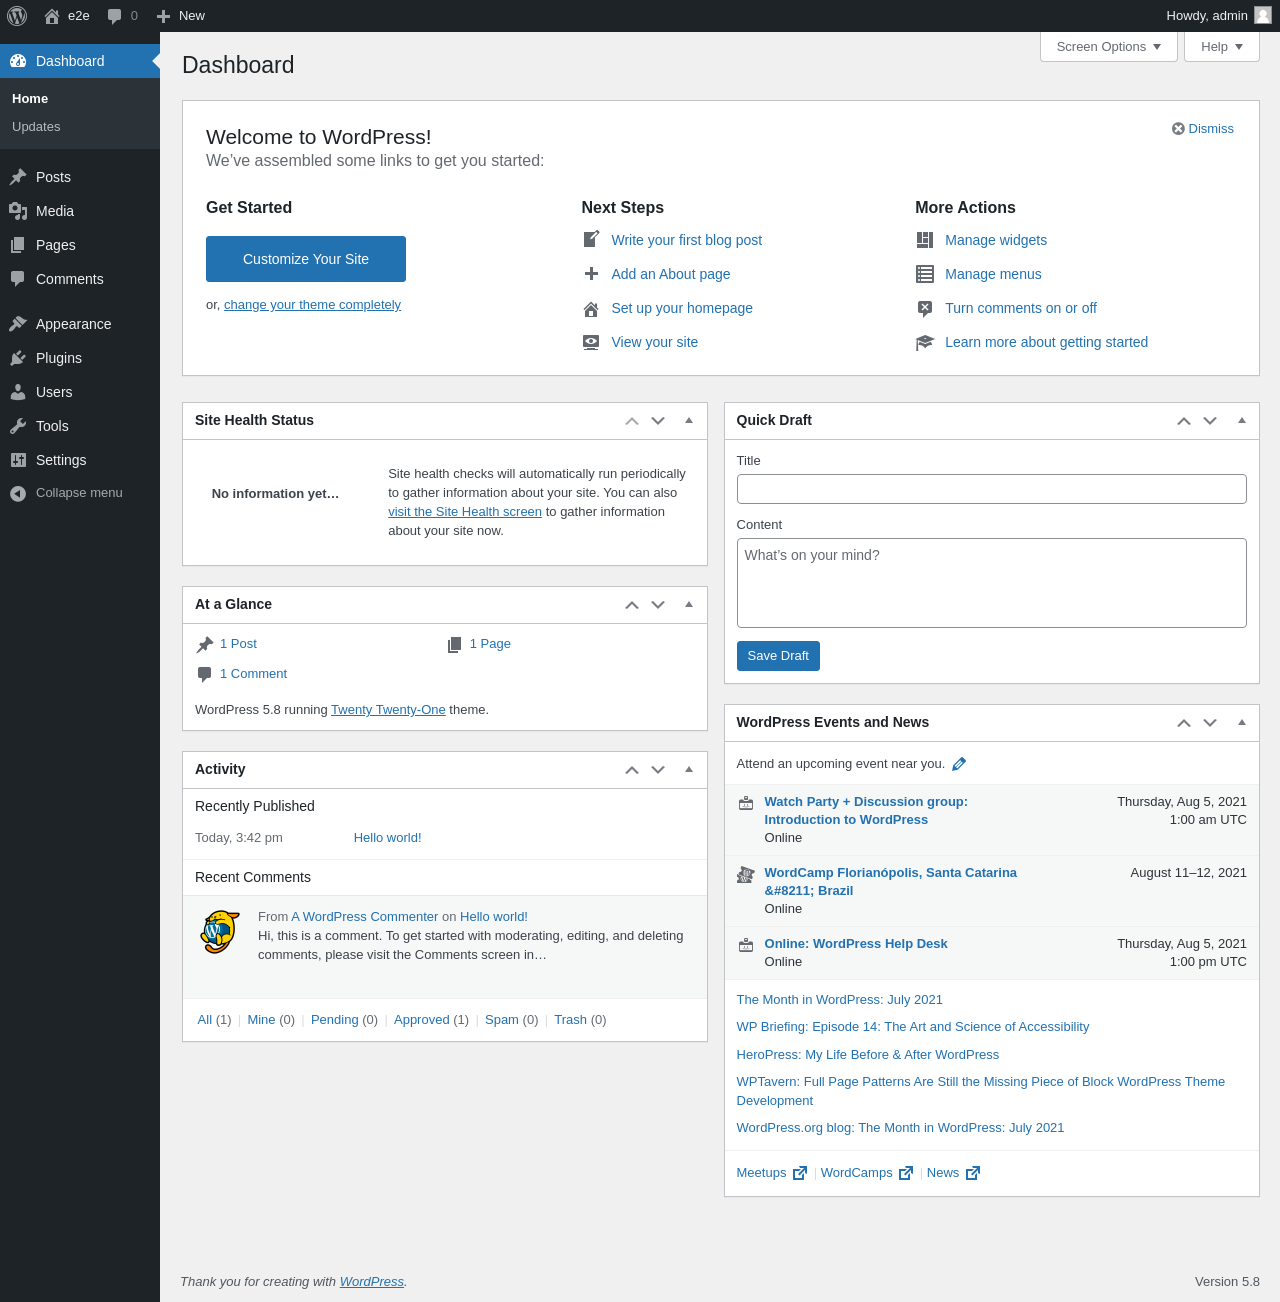 e2e
0
New
Howdy, admin
Dashboard
Home
Updates
Posts
Media
Pages
Comments
Appearance
Plugins
Users
Tools
Settings
Collapse menu
Screen Options
Help
Dashboard
Welcome to WordPress!
Dismiss
We’ve assembled some links to get you started:
Get Started
Customize Your Site
or, change your theme completely
Next Steps
Write your first blog post
Add an About page
Set up your homepage
View your site
More Actions
Manage widgets
Manage menus
Turn comments on or off
Learn more about getting started
Site Health Status
No information yet…
Site health checks will automatically run periodically
to gather information about your site. You can also
visit the Site Health screen to gather information
about your site now.
At a Glance
1 Post
1 Page
1 Comment
WordPress 5.8 running Twenty Twenty-One theme.
Activity
Recently Published
Today, 3:42 pm
Hello world!
Recent Comments
From A WordPress Commenter on Hello world!
Hi, this is a comment. To get started with moderating, editing, and deleting
comments, please visit the Comments screen in…
All (1) | Mine (0) | Pending (0) | Approved (1) | Spam (0) | Trash (0)
Quick Draft
Title
Content
What’s on your mind?
Save Draft
WordPress Events and News
Attend an upcoming event near you.
Watch Party + Discussion group:
Introduction to WordPress
Online
Thursday, Aug 5, 2021
1:00 am UTC
WordCamp Florianópolis, Santa Catarina
&#8211; Brazil
Online
August 11–12, 2021
Online: WordPress Help Desk
Online
Thursday, Aug 5, 2021
1:00 pm UTC
The Month in WordPress: July 2021
WP Briefing: Episode 14: The Art and Science of Accessibility
HeroPress: My Life Before & After WordPress
WPTavern: Full Page Patterns Are Still the Missing Piece of Block WordPress Theme
Development
WordPress.org blog: The Month in WordPress: July 2021
Meetups | WordCamps | News
Thank you for creating with WordPress.
Version 5.8